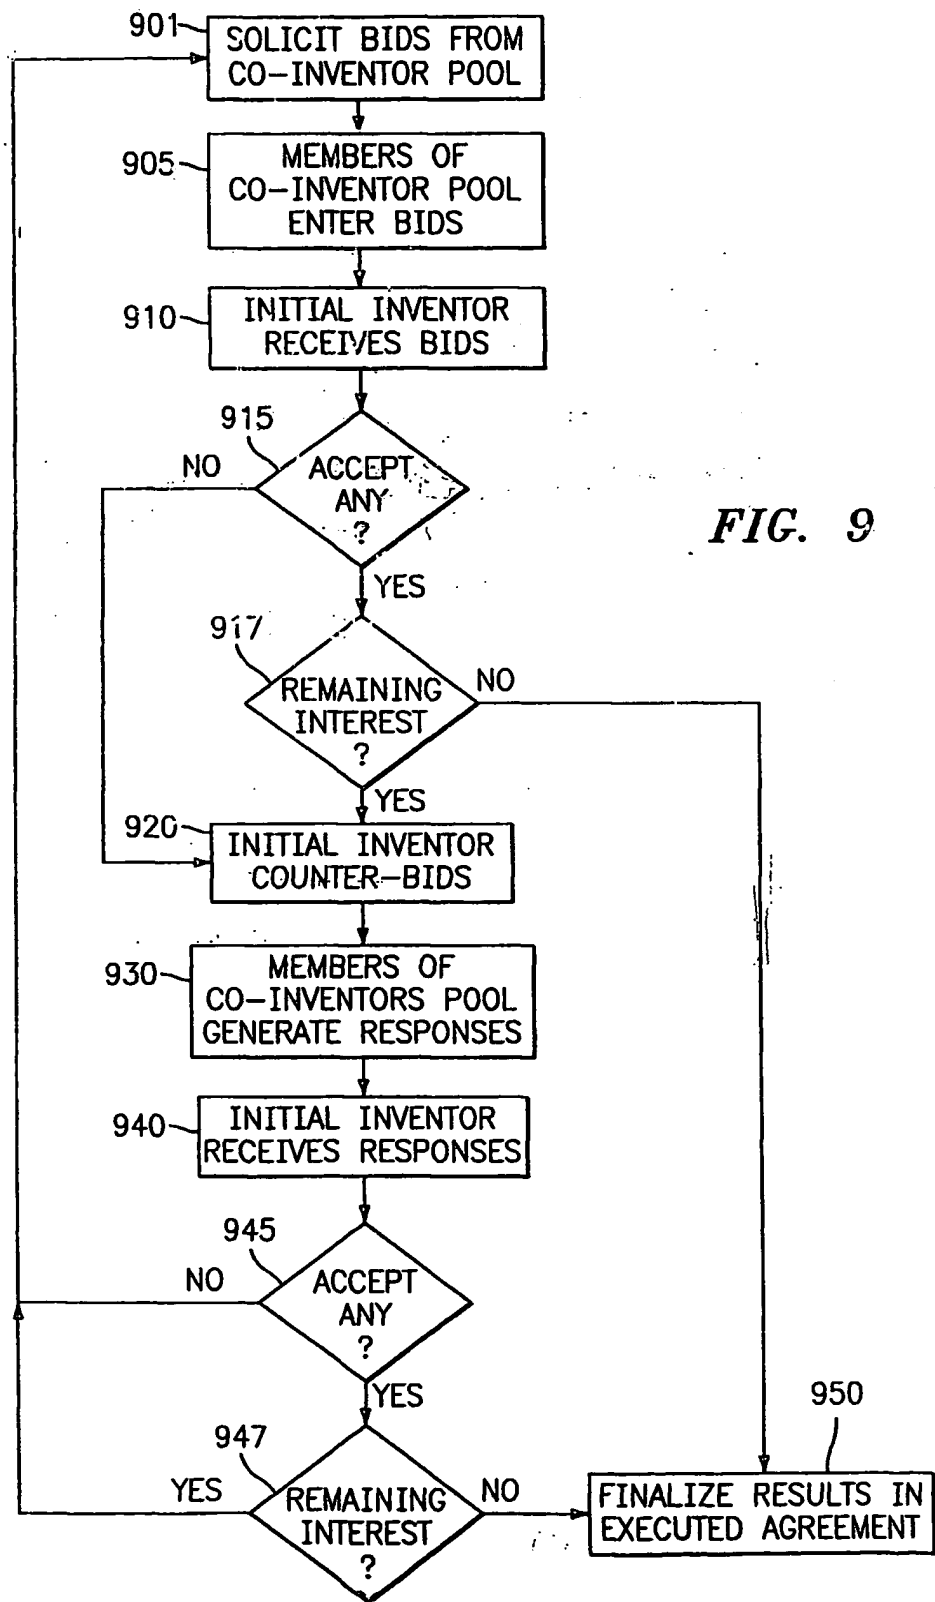 901
SOLICIT BIDS FROM
CO-INVENTOR POOL
905
MEMBERS OF
CO-INVENTOR POOL
ENTER BIDS
910
INITIAL INVENTOR
RECEIVES BIDS
915
NO
ACCEPT
ANY
?
FIG. 9
YES
917
REMAINING
INTEREST
?
NO
YES
920
INITIAL INVENTOR
COUNTER-BIDS
930
MEMBERS OF
CO-INVENTORS POOL
GENERATE RESPONSES
940
INITIAL INVENTOR
RECEIVES RESPONSES
945
NO
ACCEPT
ANY
?
YES
947
YES
REMAINING
INTEREST
?
NO
950
FINALIZE RESULTS IN
EXECUTED AGREEMENT